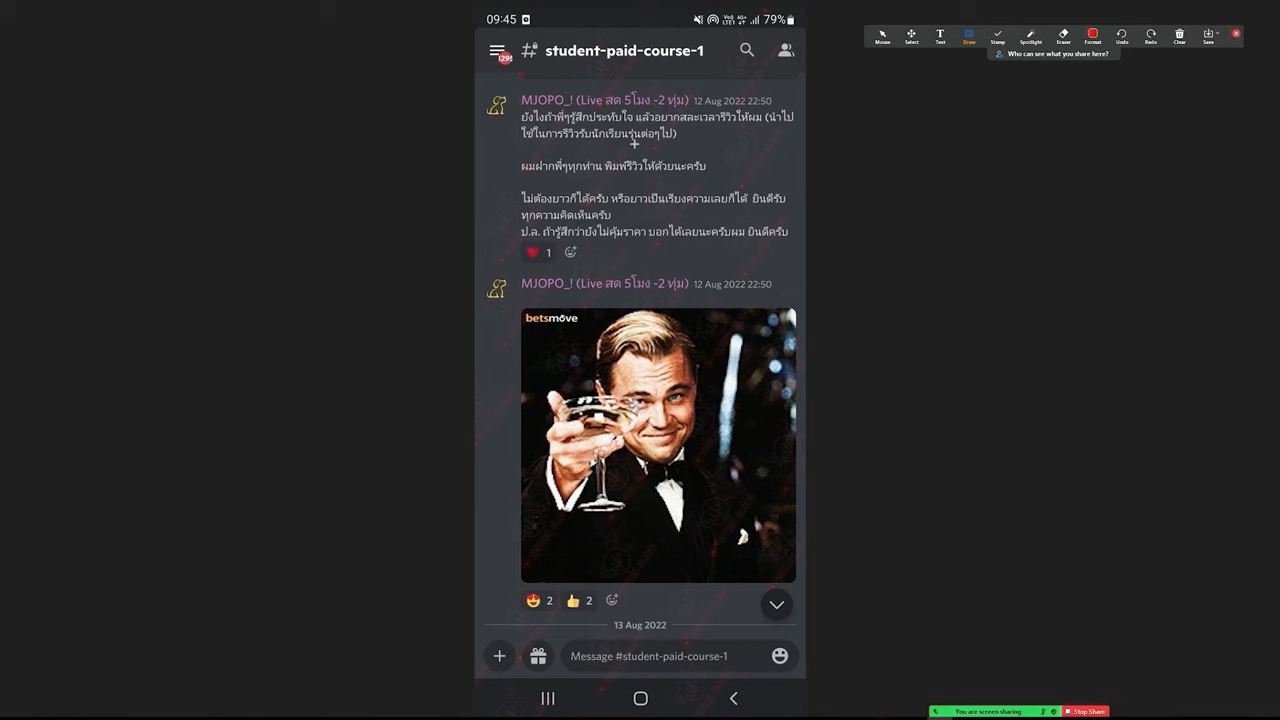 09:45
79%
Mouse Select Text Draw Stamp Spotlight Eraser Format Undo Redo Clear Save
Who can see what you share here?
student-paid-course-1
MJOPO_! (Live สด 5โมง -2 ทุ่ม) 12 Aug 2022 22:50
ยังไงถ้าพี่ๆรู้สึกประทับใจ แล้วอยากสละเวลารีวิวให้ผม (นำไป
ใช้ในการรีวิวรับนักเรียนรุ่นต่อๆไป)
ผมฝากพี่ๆทุกท่าน พิมพ์รีวิวให้ด้วยนะครับ
ไม่ต้องยาวก็ได้ครับ หรือยาวเป็นเรียงความเลยก็ได้ ยินดีรับ
ทุกความคิดเห็นครับ
ป.ล. ถ้ารู้สึกว่ายังไม่คุ้มราคา บอกได้เลยนะครับผม ยินดีครับ
1
MJOPO_! (Live สด 5โมง -2 ทุ่ม) 12 Aug 2022 22:50
betsmove
2 2
13 Aug 2022
Message #student-paid-course-1
You are screen sharing Stop Share